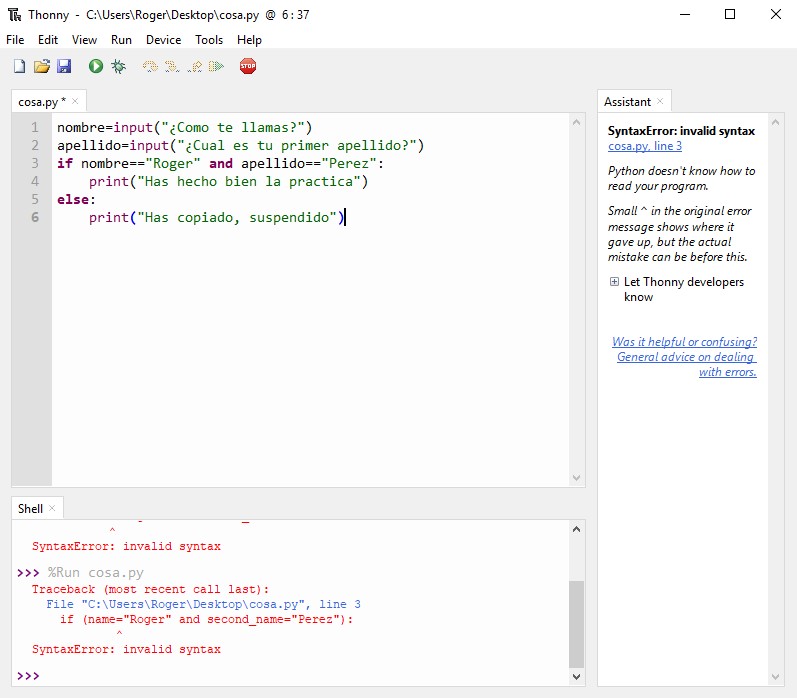 Thonny - C:\Users\Roger\Desktop\cosa.py @ 6:37
File Edit View Run Device Tools Help
STOP
cosa.py *
1 nombre=input("¿Como te llamas?")
2 apellido=input("¿Cual es tu primer apellido?")
3 if nombre=="Roger" and apellido=="Perez":
4 print("Has hecho bien la practica")
5 else:
6 print("Has copiado, suspendido")
Shell
^
SyntaxError: invalid syntax
>>> %Run cosa.py
Traceback (most recent call last):
File "C:\Users\Roger\Desktop\cosa.py", line 3
if (name="Roger" and second_name="Perez"):
^
SyntaxError: invalid syntax
>>>
Assistant
SyntaxError: invalid syntax
cosa.py, line 3
Python doesn't know how to
read your program.
Small ^ in the original error
message shows where it
gave up, but the actual
mistake can be before this.
Let Thonny developers
know
Was it helpful or confusing?
General advice on dealing
with errors.